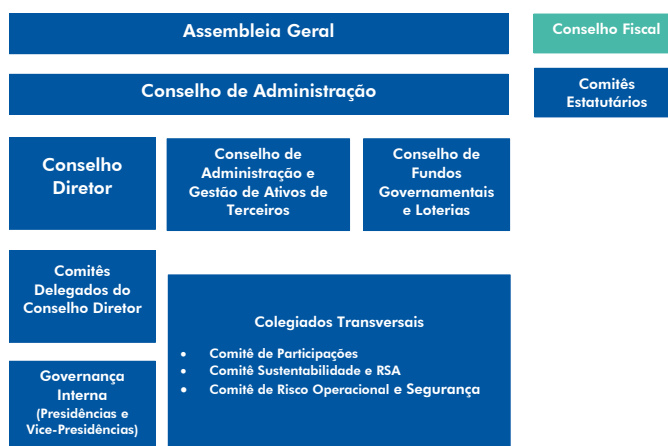 Assembleia Geral
Conselho Fiscal
Conselho de Administração
Comitês
Estatutários
Conselho
Diretor
Conselho de
Administração e
Gestão de Ativos de
Terceiros
Conselho de
Fundos
Governamentais
e Loterias
Comitês
Delegados do
Conselho Diretor
Colegiados Transversais
• Comitê de Participações
• Comitê Sustentabilidade e RSA
• Comitê de Risco Operacional e Segurança
Governança
Interna
(Presidências e
Vice-Presidências)